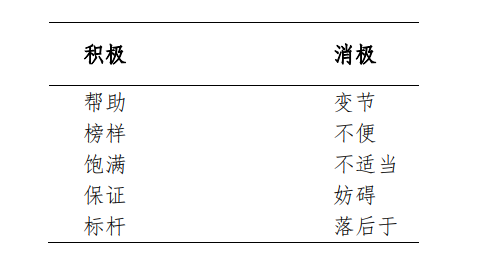 积极 消极
帮助 变节
榜样 不便
饱满 不适当
保证 妨碍
标杆 落后于